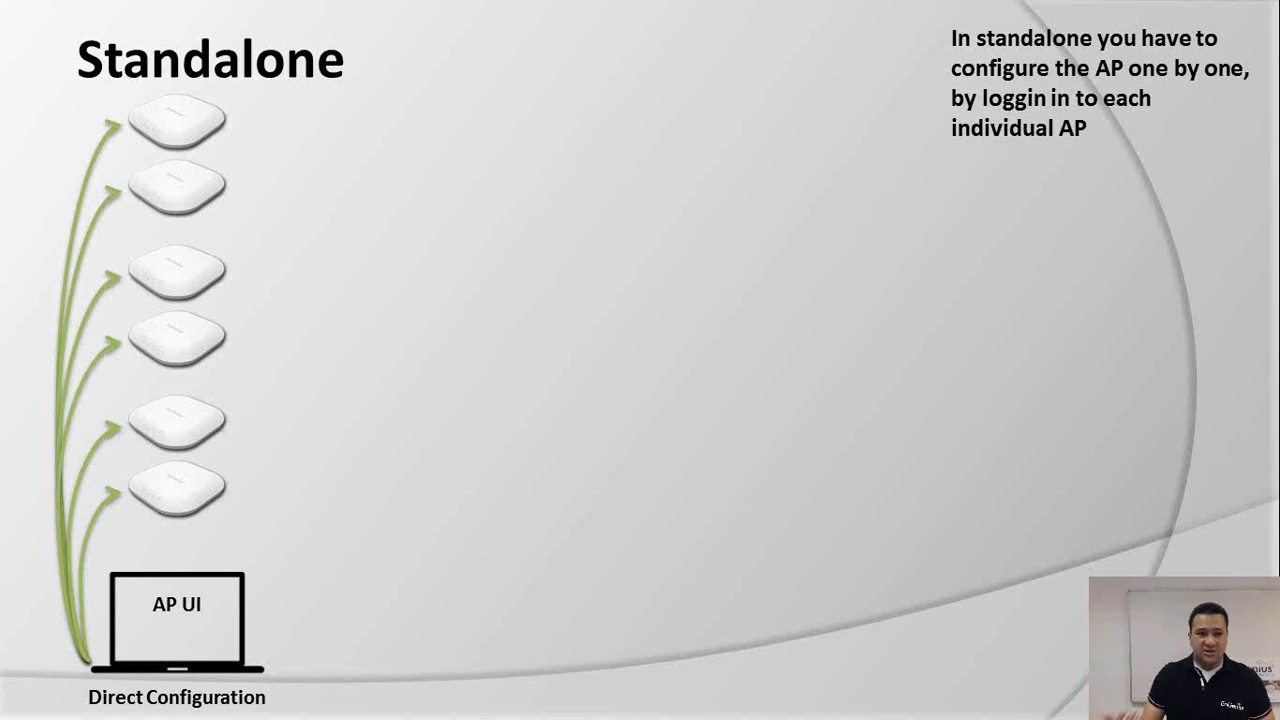 Standalone
In standalone you have to
configure the AP one by one,
by loggin in to each
individual AP
AP UI
Direct Configuration